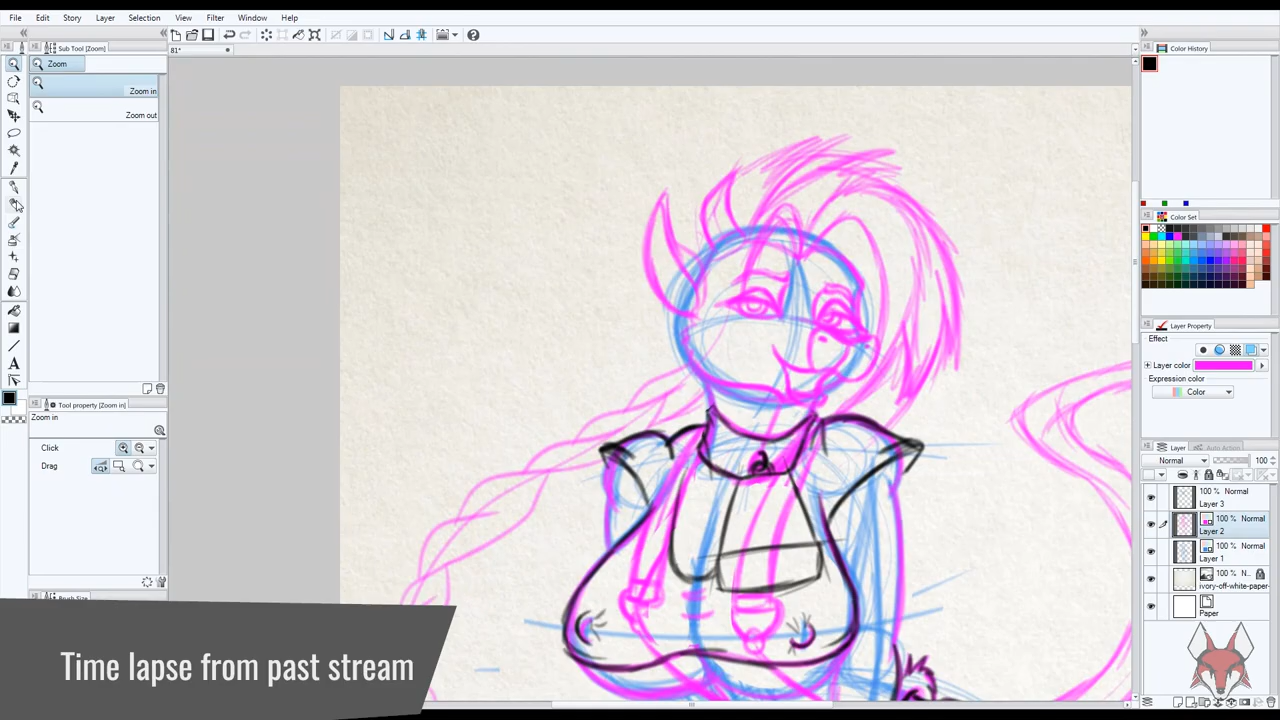 File Edit Story Layer Selection View Filter Window Help
Sub Tool [Zoom]
81*
Color History
Zoom
Zoom in
Zoom out
Color Set
Layer Property
Effect
Layer color
Expression color
Color
Tool property [Zoom in]
Zoom in
Click
Drag
Layer Auto Action
Normal 100
100 % Normal
Layer 3
100 % Normal
Layer 2
100 % Normal
Layer 1
100 % N...
ivory-off-white-paper-
Paper
Brush Size
Time lapse from past stream